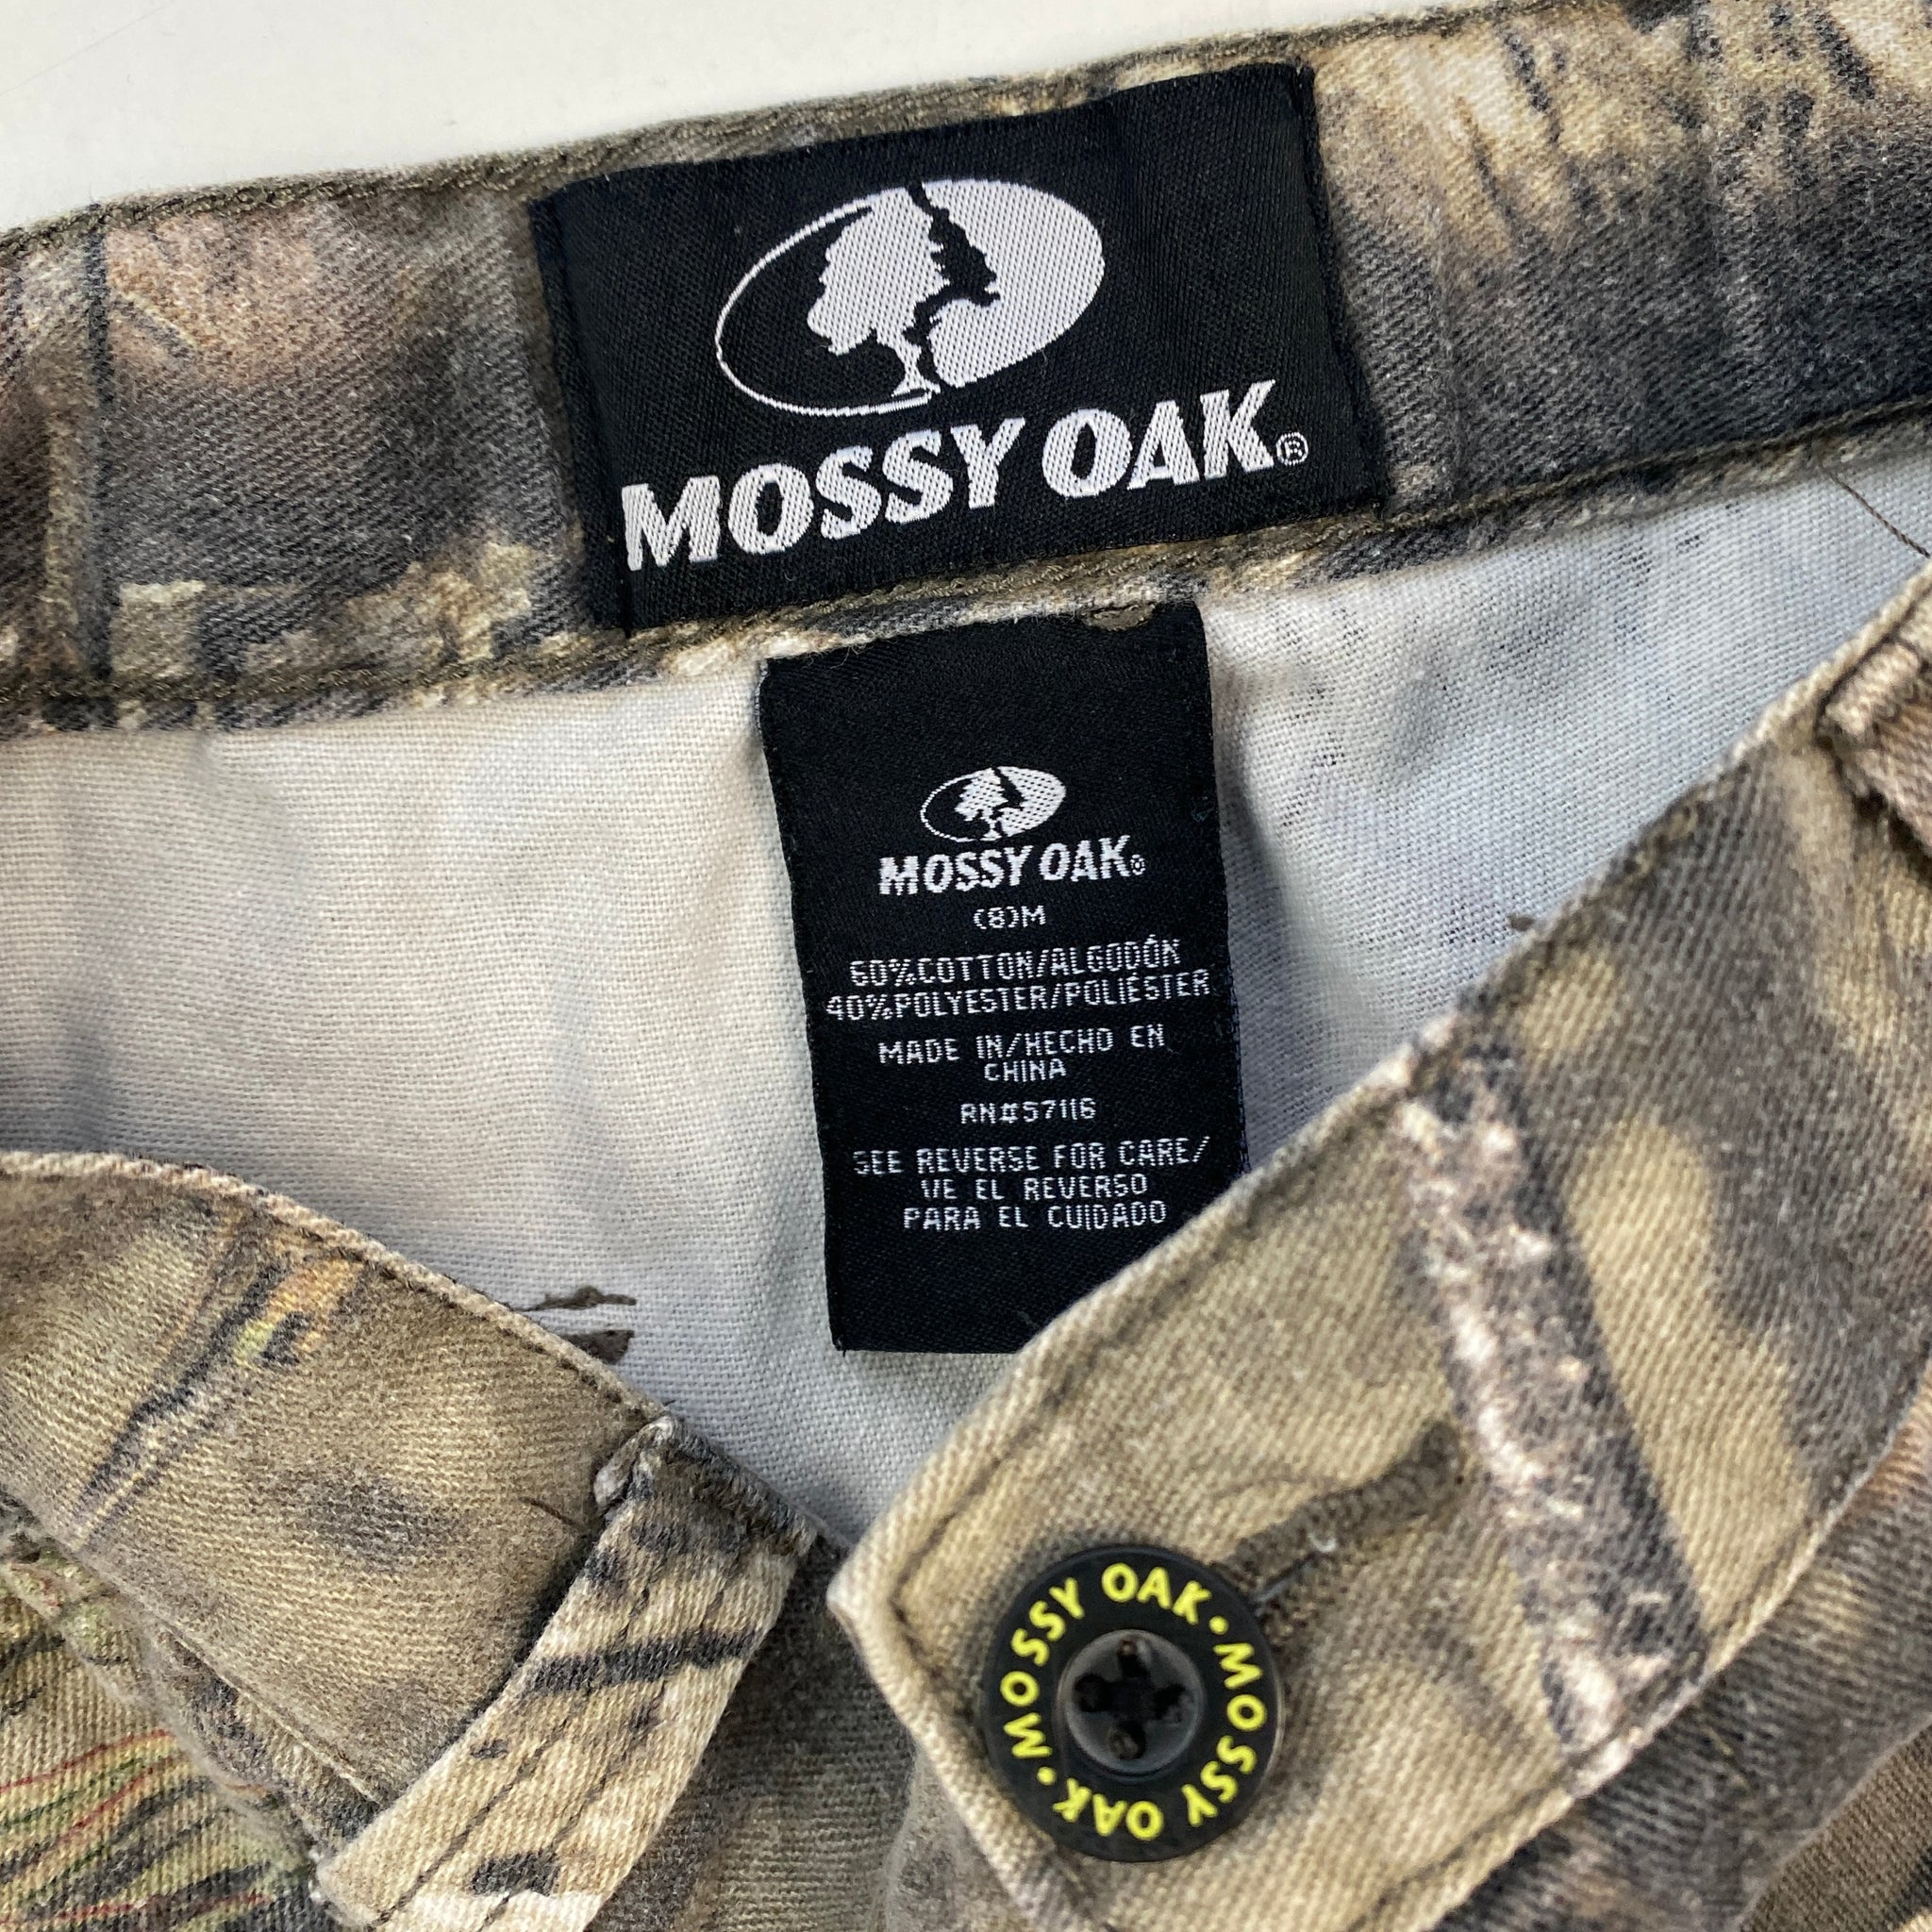 MOSSY OAK®
MOSSY OAK®
(8)M
60%COTTON/ALGODÓN
40%POLYESTER/POLIÉSTER
MADE IN/HECHO EN
CHINA
RN#57116
SEE REVERSE FOR CARE/
VE EL REVERSO
PARA EL CUIDADO
MOSSY OAK • MOSSY OAK •